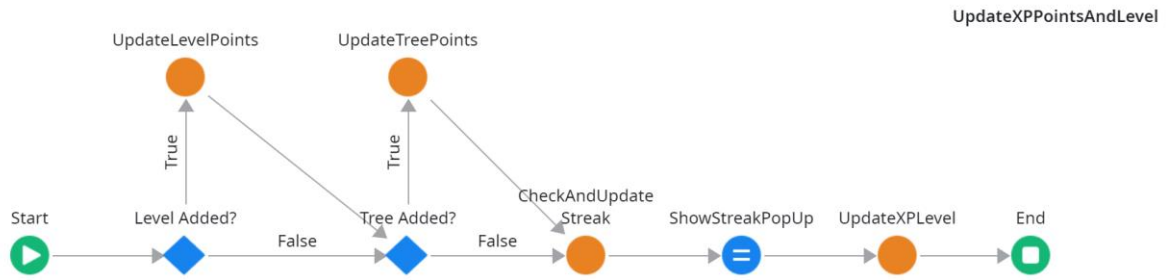 UpdateXPPointsAndLevel
UpdateLevelPoints
UpdateTreePoints
True
True
CheckAndUpdate
Streak
Start
Level Added?
Tree Added?
ShowStreakPopUp
UpdateXPLevel
End
False
False